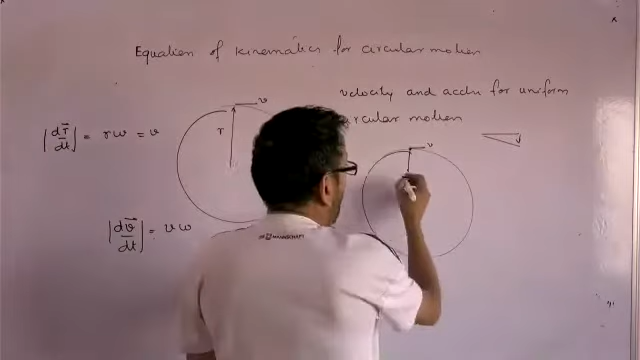 Equation of kinematics for circular motion
velocity and accln for uniform
circular motion
|dr⃗/dt| = rω = v
v
r
v
v
|dv⃗/dt| = vω
MANNSCHAFT